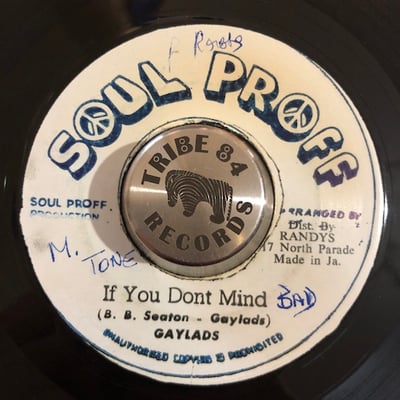 F Roots
SOUL PROFF
TRIBE 84
RECORDS
SOUL PROFF
PRODUCTION
ARRANGED BY
Dist. By
RANDYS
17 North Parade
Made in Ja.
M. TONE
If You Dont Mind BAD
(B. B. Seaton - Gaylads)
GAYLADS
UNAUTHORISED COPYING IS PROHIBITED